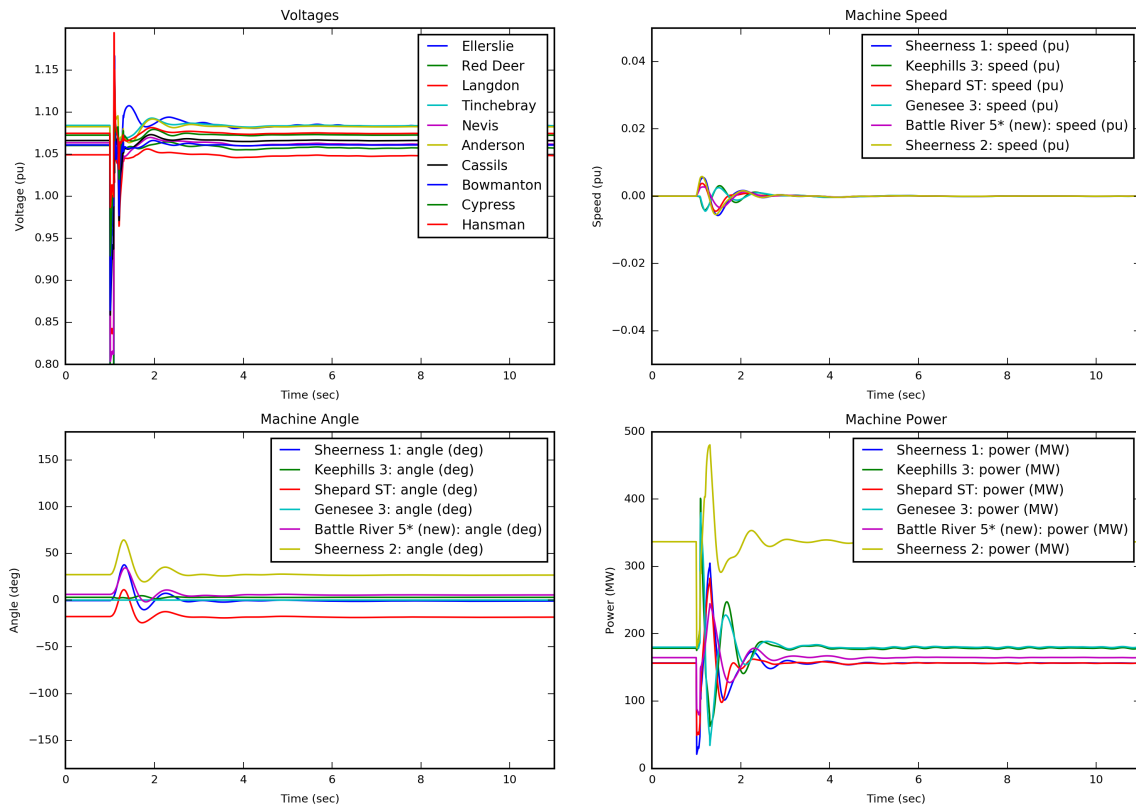 Voltages
1.15
1.10
1.05
1.00
0.95
0.90
0.85
0.80
Voltage (pu)
0 2 4 6 8 10
Time (sec)
Ellerslie
Red Deer
Langdon
Tinchebray
Nevis
Anderson
Cassils
Bowmanton
Cypress
Hansman
Machine Speed
0.04
0.02
0.00
−0.02
−0.04
Speed (pu)
0 2 4 6 8 10
Time (sec)
Sheerness 1: speed (pu)
Keephills 3: speed (pu)
Shepard ST: speed (pu)
Genesee 3: speed (pu)
Battle River 5* (new): speed (pu)
Sheerness 2: speed (pu)
Machine Angle
150
100
50
0
−50
−100
−150
Angle (deg)
0 2 4 6 8 10
Time (sec)
Sheerness 1: angle (deg)
Keephills 3: angle (deg)
Shepard ST: angle (deg)
Genesee 3: angle (deg)
Battle River 5* (new): angle (deg)
Sheerness 2: angle (deg)
Machine Power
500
400
300
200
100
0
Power (MW)
0 2 4 6 8 10
Time (sec)
Sheerness 1: power (MW)
Keephills 3: power (MW)
Shepard ST: power (MW)
Genesee 3: power (MW)
Battle River 5* (new): power (MW)
Sheerness 2: power (MW)